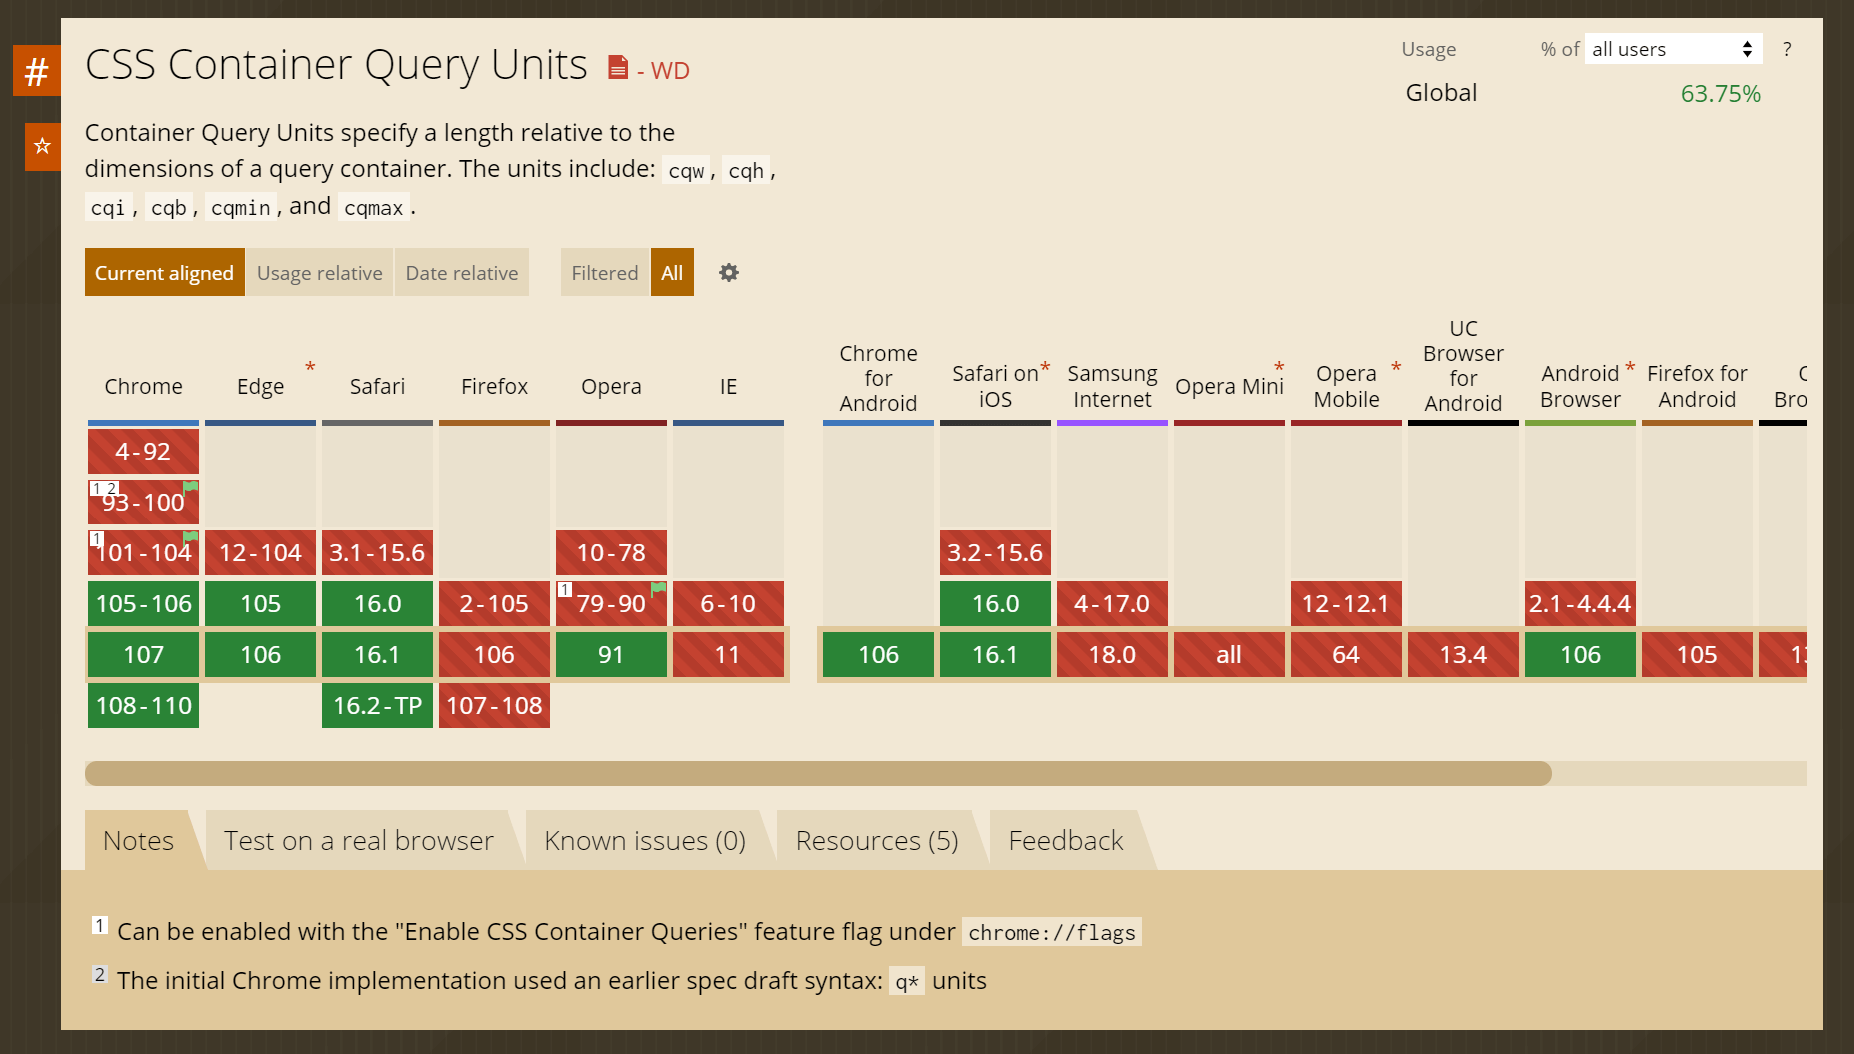 #
CSS Container Query Units - WD
Usage % of all users ?
Global 63.75%
Container Query Units specify a length relative to the
dimensions of a query container. The units include: cqw, cqh,
cqi, cqb, cqmin, and cqmax.
Current aligned Usage relative Date relative Filtered All
Chrome Edge * Safari Firefox Opera IE
Chrome for Android
Safari on iOS *
Samsung Internet
Opera Mini *
Opera Mobile *
UC Browser for Android
Android Browser *
Firefox for Android
4-92
1 2 93-100
1 101-104 12-104 3.1-15.6 10-78 3.2-15.6
105-106 105 16.0 2-105 1 79-90 6-10 16.0 4-17.0 12-12.1 2.1-4.4.4
107 106 16.1 106 91 11 106 16.1 18.0 all 64 13.4 106 105
108-110 16.2-TP 107-108
Notes Test on a real browser Known issues (0) Resources (5) Feedback
1 Can be enabled with the "Enable CSS Container Queries" feature flag under chrome://flags
2 The initial Chrome implementation used an earlier spec draft syntax: q* units